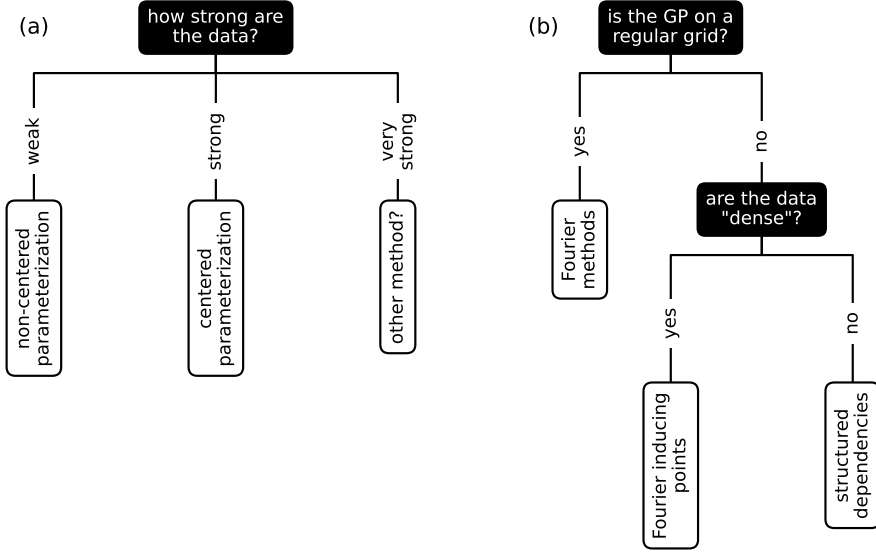 (a)
how strong are
the data?
weak
strong
very
strong
non-centered
parameterization
centered
parameterization
other method?
(b)
is the GP on a
regular grid?
yes
no
Fourier
methods
are the data
"dense"?
yes
no
Fourier inducing
points
structured
dependencies